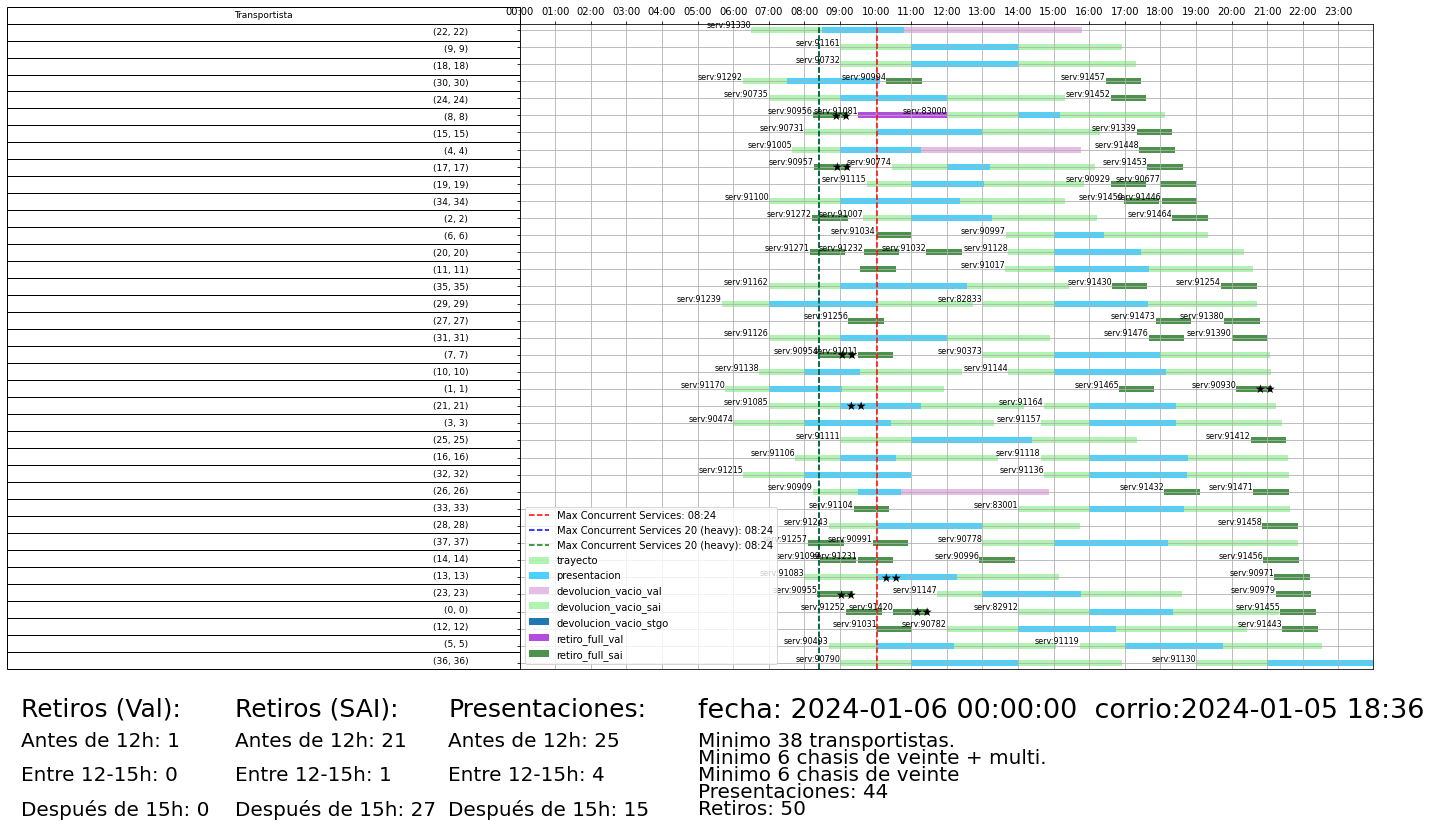 Transportista
00:00 01:00 02:00 03:00 04:00 05:00 06:00 07:00 08:00 09:00 10:00 11:00 12:00 13:00 14:00 15:00 16:00 17:00 18:00 19:00 20:00 21:00 22:00 23:00
(22, 22) serv:91330
(9, 9) serv:91161
(18, 18) serv:90732
(30, 30) serv:91292 serv:90994 serv:91457
(24, 24) serv:90735 serv:91452
(8, 8) serv:90956 serv:91081 serv:83000
(15, 15) serv:90731 serv:91339
(4, 4) serv:91005 serv:91448
(17, 17) serv:90957 serv:90774 serv:91453
(19, 19) serv:91115 serv:90929 serv:90677
(34, 34) serv:91100 serv:91446
(2, 2) serv:91272 serv:91007 serv:91464
(6, 6) serv:91034 serv:90997
(20, 20) serv:91271 serv:91232 serv:91032 serv:91128
(11, 11) serv:91017
(35, 35) serv:91162 serv:91430 serv:91254
(29, 29) serv:91239 serv:82833
(27, 27) serv:91256 serv:91473 serv:91380
(31, 31) serv:91126 serv:91476 serv:91390
(7, 7) serv:90954 serv:91011 serv:90373
(10, 10) serv:91138 serv:91144
(1, 1) serv:91170 serv:91465 serv:90930
(21, 21) serv:91085 serv:91164
(3, 3) serv:90474 serv:91157
(25, 25) serv:91111 serv:91412
(16, 16) serv:91106 serv:91118
(32, 32) serv:91215 serv:91136
(26, 26) serv:90909 serv:91432 serv:91471
(33, 33) serv:91104 serv:83001
(28, 28) serv:91243 serv:91458
(37, 37) serv:91257 serv:90991 serv:90778
(14, 14) serv:91231 serv:90996 serv:91456
(13, 13) serv:91083 serv:90971
(23, 23) serv:90955 serv:91147 serv:90979
(0, 0) serv:91252 serv:91420 serv:82912 serv:91455
(12, 12) serv:91031 serv:90782 serv:91443
(5, 5) serv:90493 serv:91119
(36, 36) serv:90790 serv:91130
Max Concurrent Services: 08:24
Max Concurrent Services 20 (heavy): 08:24
Max Concurrent Services 20 (heavy): 08:24
trayecto
presentacion
devolucion_vacio_val
devolucion_vacio_sai
devolucion_vacio_stgo
retiro_full_val
retiro_full_sai
Retiros (Val):
Antes de 12h: 1
Entre 12-15h: 0
Después de 15h: 0
Retiros (SAI):
Antes de 12h: 21
Entre 12-15h: 1
Después de 15h: 27
Presentaciones:
Antes de 12h: 25
Entre 12-15h: 4
Después de 15h: 15
fecha: 2024-01-06 00:00:00 corrio:2024-01-05 18:36
Minimo 38 transportistas.
Minimo 6 chasis de veinte + multi.
Minimo 6 chasis de veinte
Presentaciones: 44
Retiros: 50